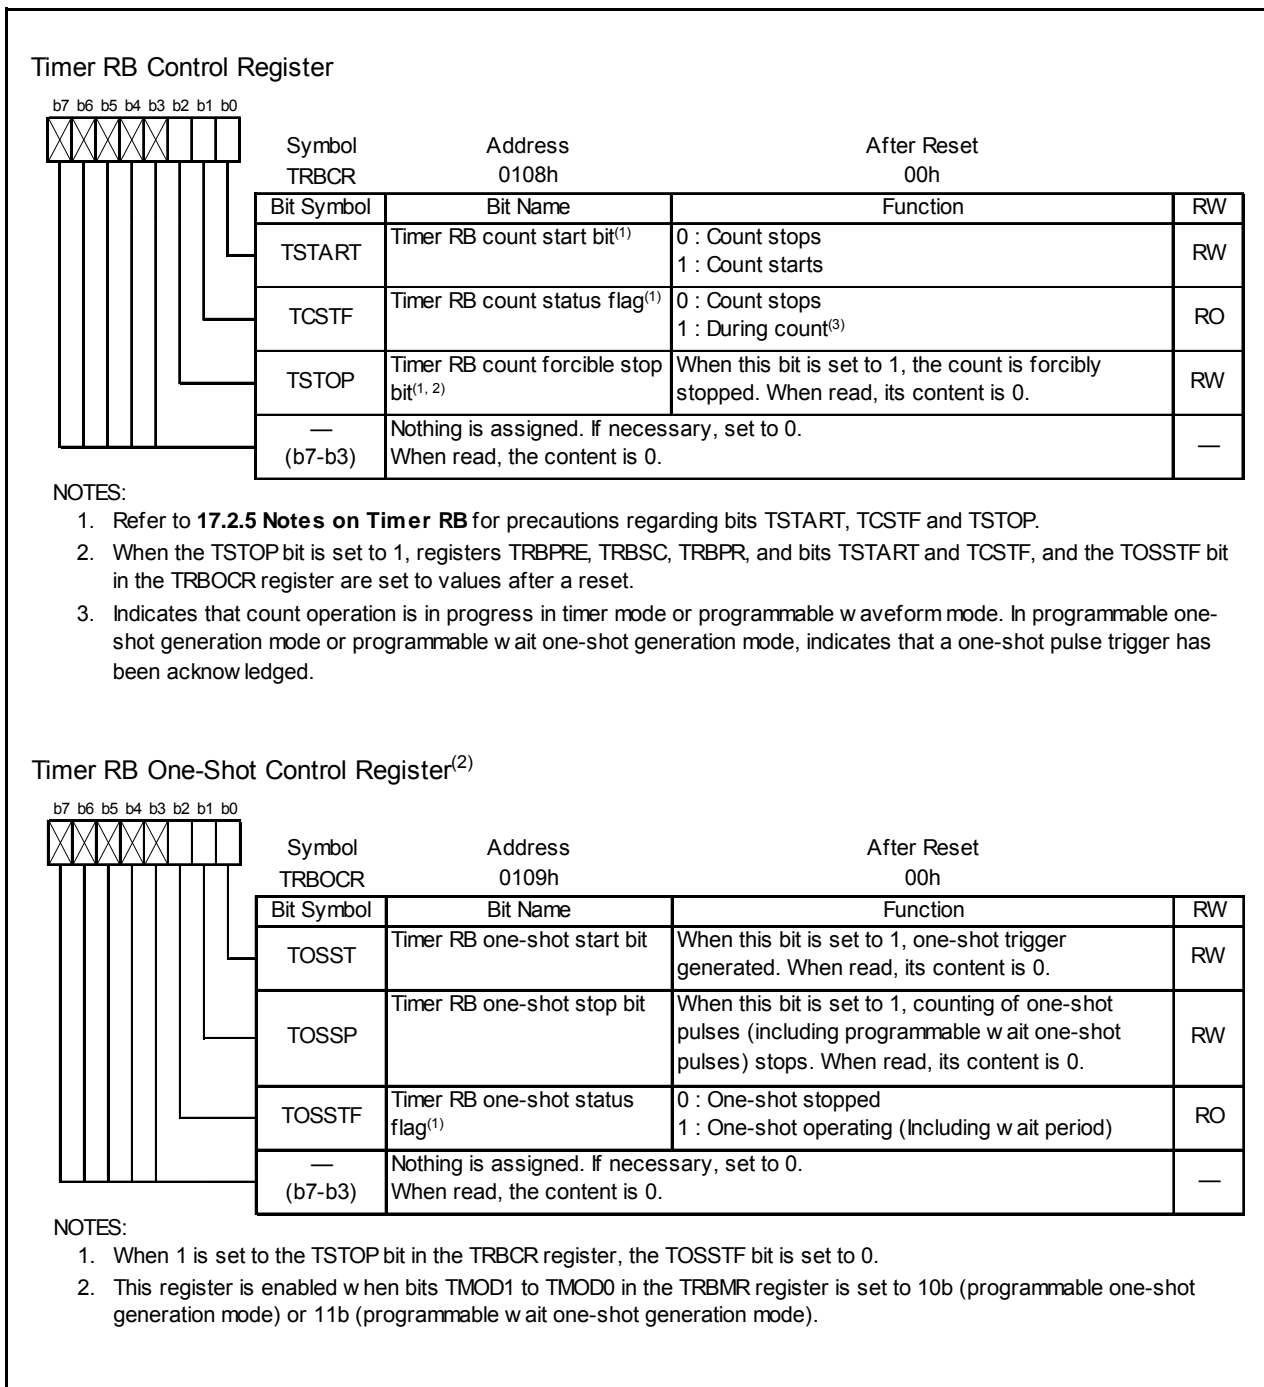 Timer RB Control Register
b7 b6 b5 b4 b3 b2 b1 b0
Symbol Address After Reset
TRBCR 0108h 00h
Bit Symbol Bit Name Function RW
TSTART Timer RB count start bit(1) 0 : Count stops
1 : Count starts RW
TCSTF Timer RB count status flag(1) 0 : Count stops
1 : During count(3) RO
TSTOP Timer RB count forcible stop When this bit is set to 1, the count is forcibly
bit(1, 2) stopped. When read, its content is 0. RW
— Nothing is assigned. If necessary, set to 0.
(b7-b3) When read, the content is 0. —
NOTES:
1. Refer to 17.2.5 Notes on Timer RB for precautions regarding bits TSTART, TCSTF and TSTOP.
2. When the TSTOP bit is set to 1, registers TRBPRE, TRBSC, TRBPR, and bits TSTART and TCSTF, and the TOSSTF bit
in the TRBOCR register are set to values after a reset.
3. Indicates that count operation is in progress in timer mode or programmable waveform mode. In programmable one-
shot generation mode or programmable wait one-shot generation mode, indicates that a one-shot pulse trigger has
been acknowledged.
Timer RB One-Shot Control Register(2)
b7 b6 b5 b4 b3 b2 b1 b0
Symbol Address After Reset
TRBOCR 0109h 00h
Bit Symbol Bit Name Function RW
TOSST Timer RB one-shot start bit When this bit is set to 1, one-shot trigger
generated. When read, its content is 0. RW
TOSSP Timer RB one-shot stop bit When this bit is set to 1, counting of one-shot
pulses (including programmable wait one-shot RW
pulses) stops. When read, its content is 0.
TOSSTF Timer RB one-shot status 0 : One-shot stopped
flag(1) 1 : One-shot operating (Including wait period) RO
— Nothing is assigned. If necessary, set to 0.
(b7-b3) When read, the content is 0. —
NOTES:
1. When 1 is set to the TSTOP bit in the TRBCR register, the TOSSTF bit is set to 0.
2. This register is enabled when bits TMOD1 to TMOD0 in the TRBMR register is set to 10b (programmable one-shot
generation mode) or 11b (programmable wait one-shot generation mode).